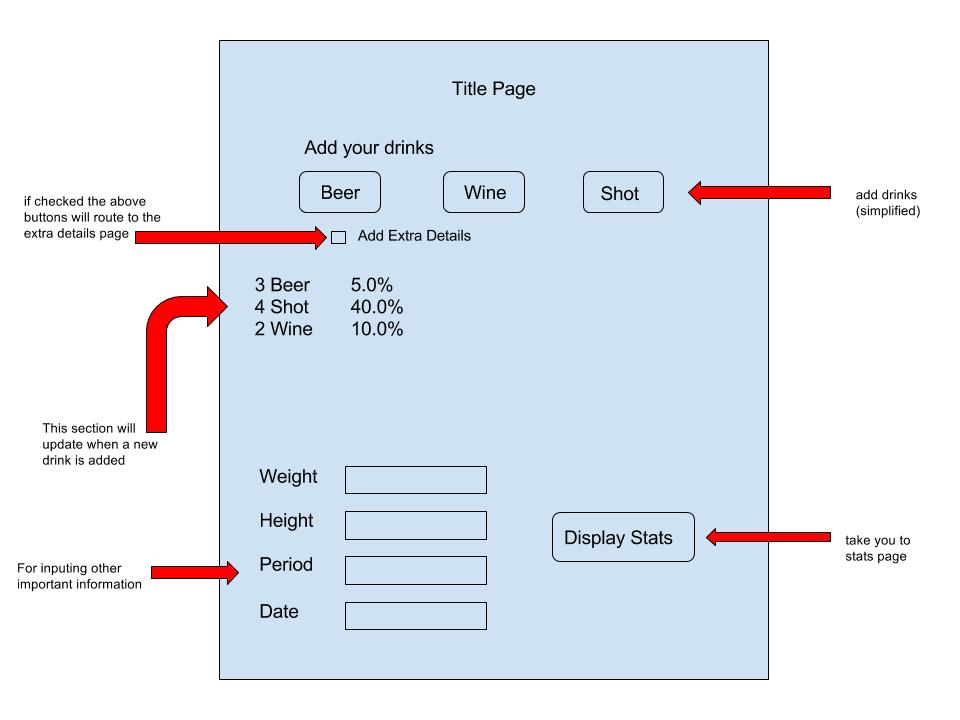 Title Page
Add your drinks
Beer
Wine
Shot
add drinks
(simplified)
if checked the above
buttons will route to the
extra details page
Add Extra Details
3 Beer 5.0%
4 Shot 40.0%
2 Wine 10.0%
This section will
update when a new
drink is added
Weight
Height
Period
Date
Display Stats
take you to
stats page
For inputing other
important information